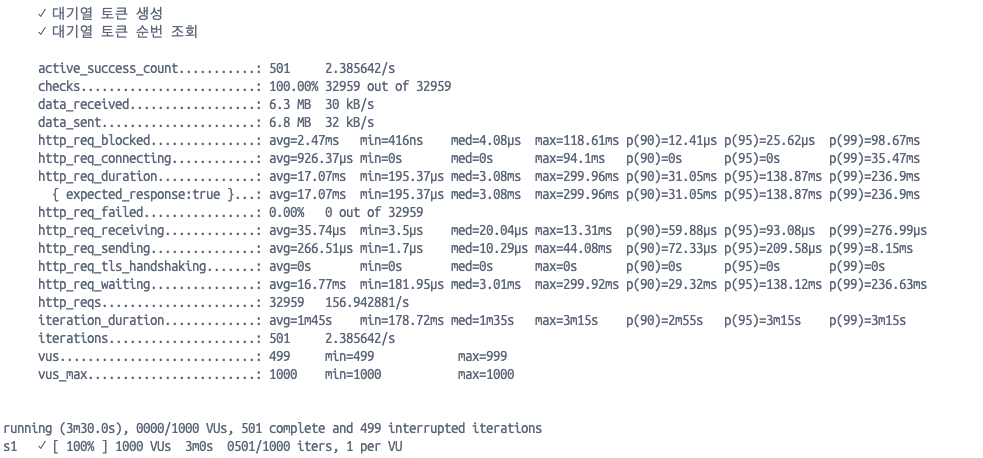 ✓ 대기열 토큰 생성
✓ 대기열 토큰 순번 조회
active_success_count...........: 501     2.385642/s
checks.........................: 100.00% 32959 out of 32959
data_received..................: 6.3 MB  30 kB/s
data_sent......................: 6.8 MB  32 kB/s
http_req_blocked...............: avg=2.47ms   min=416ns    med=4.08µs  max=118.61ms p(90)=12.41µs p(95)=25.62µs  p(99)=98.67ms
http_req_connecting............: avg=926.37µs min=0s       med=0s      max=94.1ms   p(90)=0s      p(95)=0s       p(99)=35.47ms
http_req_duration..............: avg=17.07ms  min=195.37µs med=3.08ms  max=299.96ms p(90)=31.05ms p(95)=138.87ms p(99)=236.9ms
{ expected_response:true }...: avg=17.07ms  min=195.37µs med=3.08ms  max=299.96ms p(90)=31.05ms p(95)=138.87ms p(99)=236.9ms
http_req_failed................: 0.00%   0 out of 32959
http_req_receiving.............: avg=35.74µs  min=3.5µs    med=20.04µs max=13.31ms  p(90)=59.88µs p(95)=93.08µs  p(99)=276.99µs
http_req_sending...............: avg=266.51µs min=1.7µs    med=10.29µs max=44.08ms  p(90)=72.33µs p(95)=209.58µs p(99)=8.15ms
http_req_tls_handshaking.......: avg=0s       min=0s       med=0s      max=0s       p(90)=0s      p(95)=0s       p(99)=0s
http_req_waiting...............: avg=16.77ms  min=181.95µs med=3.01ms  max=299.92ms p(90)=29.32ms p(95)=138.12ms p(99)=236.63ms
http_reqs......................: 32959   156.942881/s
iteration_duration.............: avg=1m45s    min=178.72ms med=1m35s   max=3m15s    p(90)=2m55s   p(95)=3m15s    p(99)=3m15s
iterations.....................: 501     2.385642/s
vus............................: 499     min=499            max=999
vus_max........................: 1000    min=1000           max=1000
running (3m30.0s), 0000/1000 VUs, 501 complete and 499 interrupted iterations
s1   ✓ [ 100% ] 1000 VUs  3m0s  0501/1000 iters, 1 per VU